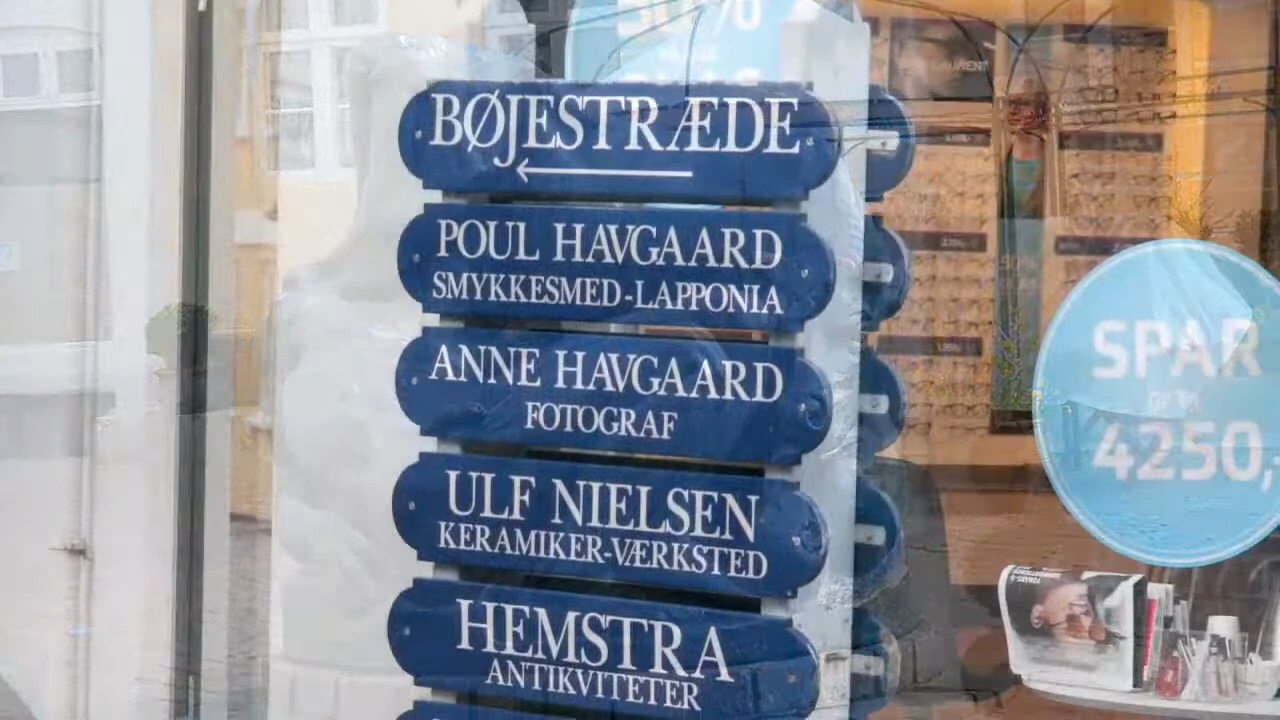 BØJESTRÆDE
POUL HAVGAARD
SMYKKESMED-LAPPONIA
ANNE HAVGAARD
FOTOGRAF
ULF NIELSEN
KERAMIKER-VÆRKSTED
HEMSTRA
ANTIKVITETER
SPAR
4250,-